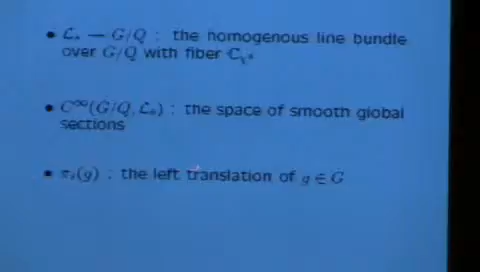 • ℒₛ → G/Q : the homogenous line bundle
over G/Q with fiber ℂ_χˢ
• C^∞(G/Q, ℒₛ) : the space of smooth global
sections
• πₛ(g) : the left translation of g ∈ G